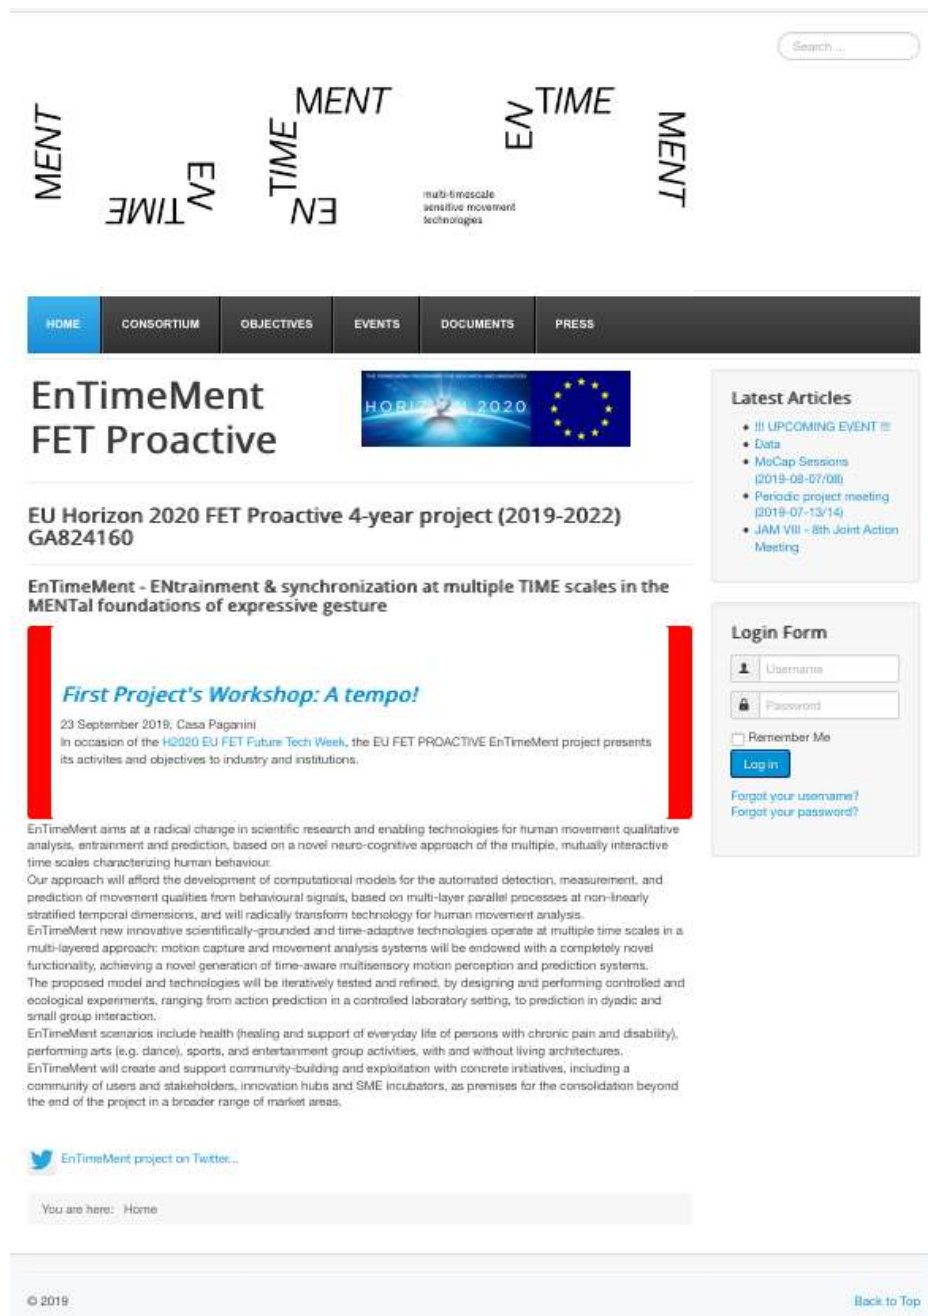 Search ...
MENT
TIME
EN
EN
TIME
MENT
EN
TIME
MENT
multi-timescale
sensitive movement
technologies
HOME CONSORTIUM OBJECTIVES EVENTS DOCUMENTS PRESS
EnTimeMent
FET Proactive
THE FRAMEWORK PROGRAMME FOR RESEARCH AND INNOVATION
HORIZON 2020
EU Horizon 2020 FET Proactive 4-year project (2019-2022)
GA824160
EnTimeMent - ENtrainment & synchronization at multiple TIME scales in the
MENTal foundations of expressive gesture
First Project's Workshop: A tempo!
23 September 2019, Casa Paganini
In occasion of the H2020 EU FET Future Tech Week, the EU FET PROACTIVE EnTimeMent project presents
its activites and objectives to industry and institutions.
EnTimeMent aims at a radical change in scientific research and enabling technologies for human movement qualitative
analysis, entrainment and prediction, based on a novel neuro-cognitive approach of the multiple, mutually interactive
time scales characterizing human behaviour.
Our approach will afford the development of computational models for the automated detection, measurement, and
prediction of movement qualities from behavioural signals, based on multi-layer parallel processes at non-linearly
stratified temporal dimensions, and will radically transform technology for human movement analysis.
EnTimeMent new innovative scientifically-grounded and time-adaptive technologies operate at multiple time scales in a
multi-layered approach: motion capture and movement analysis systems will be endowed with a completely novel
functionality, achieving a novel generation of time-aware multisensory motion perception and prediction systems.
The proposed model and technologies will be iteratively tested and refined, by designing and performing controlled and
ecological experiments, ranging from action prediction in a controlled laboratory setting, to prediction in dyadic and
small group interaction.
EnTimeMent scenarios include health (healing and support of everyday life of persons with chronic pain and disability),
performing arts (e.g. dance), sports, and entertainment group activities, with and without living architectures.
EnTimeMent will create and support community-building and exploitation with concrete initiatives, including a
community of users and stakeholders, innovation hubs and SME incubators, as premises for the consolidation beyond
the end of the project in a broader range of market areas.
EnTimeMent project on Twitter...
You are here: Home
Latest Articles
!!! UPCOMING EVENT !!!
Data
MoCap Sessions
(2019-08-07/08)
Periodic project meeting
(2019-07-13/14)
JAM VIII - 8th Joint Action
Meeting
Login Form
Username
Password
Remember Me
Log in
Forgot your username?
Forgot your password?
© 2019
Back to Top